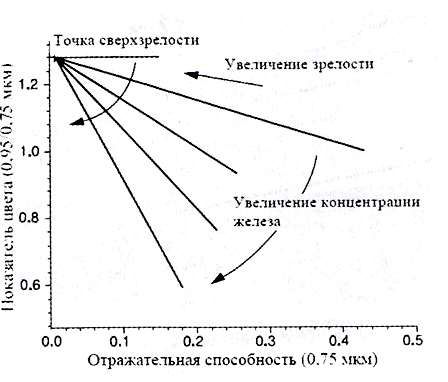 Точка сверхзрелости
Увеличение зрелости
Увеличение концентрации
железа
Показатель цвета (0,95/0,75 мкм)
1.2
1.0
0.8
0.6
0.0
0.1
0.2
0.3
0.4
0.5
Отражательная способность (0.75 мкм)